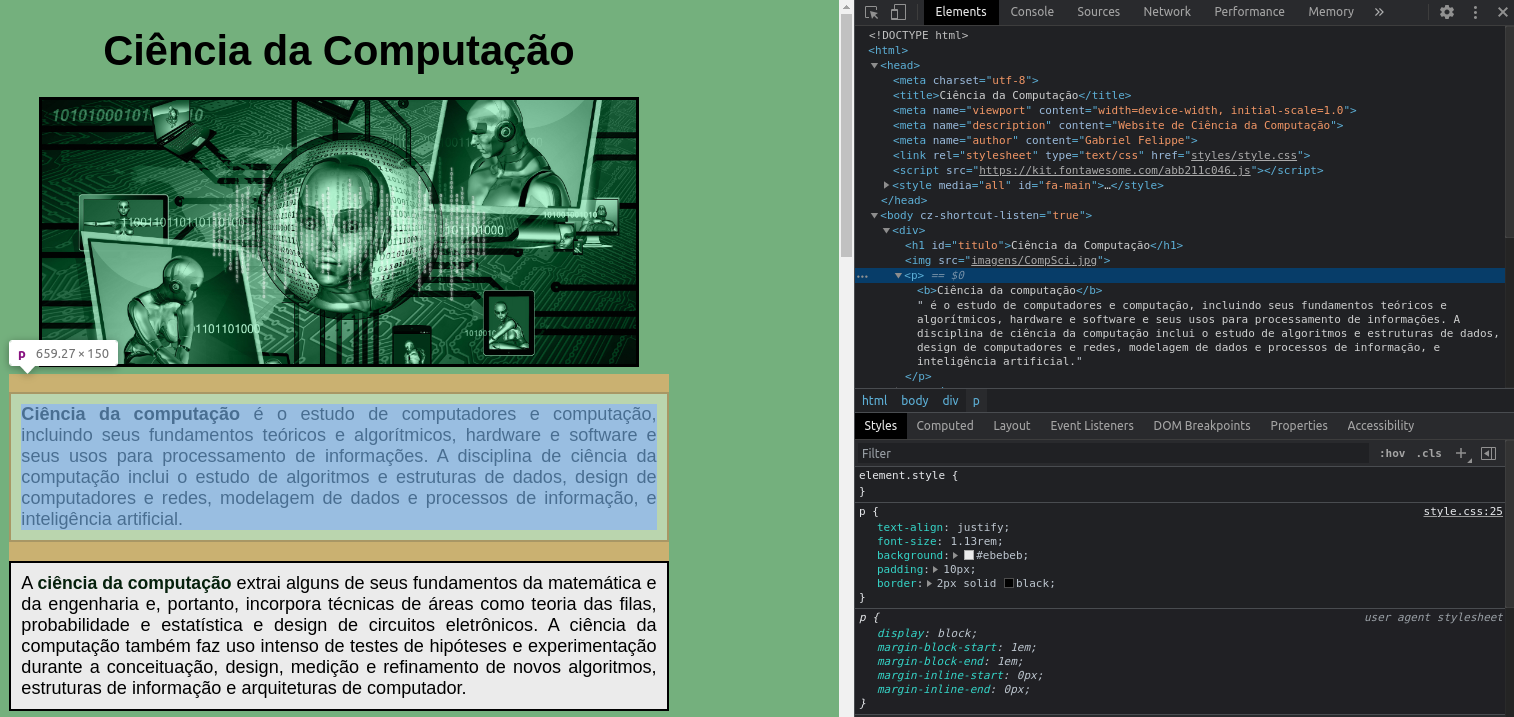 Ciência da Computação
10101000101
10
1100110110110110
101101000
101001001010
1101101000
p 659.27 × 150
Ciência da computação é o estudo de computadores e computação,
incluindo seus fundamentos teóricos e algorítmicos, hardware e software e
seus usos para processamento de informações. A disciplina de ciência da
computação inclui o estudo de algoritmos e estruturas de dados, design de
computadores e redes, modelagem de dados e processos de informação, e
inteligência artificial.
A ciência da computação extrai alguns de seus fundamentos da matemática e
da engenharia e, portanto, incorpora técnicas de áreas como teoria das filas,
probabilidade e estatística e design de circuitos eletrônicos. A ciência da
computação também faz uso intenso de testes de hipóteses e experimentação
durante a conceituação, design, medição e refinamento de novos algoritmos,
estruturas de informação e arquiteturas de computador.
Elements Console Sources Network Performance Memory »
<!DOCTYPE html>
<html>
<head>
<meta charset="utf-8">
<title>Ciência da Computação</title>
<meta name="viewport" content="width=device-width, initial-scale=1.0">
<meta name="description" content="Website de Ciência da Computação">
<meta name="author" content="Gabriel Felippe">
<link rel="stylesheet" type="text/css" href="styles/style.css">
<script src="https://kit.fontawesome.com/abb211c046.js"></script>
<style media="all" id="fa-main">…</style>
</head>
<body cz-shortcut-listen="true">
<div>
<h1 id="titulo">Ciência da Computação</h1>
<img src="imagens/CompSci.jpg">
<p> == $0
<b>Ciência da computação</b>
" é o estudo de computadores e computação, incluindo seus fundamentos teóricos e
algorítmicos, hardware e software e seus usos para processamento de informações. A
disciplina de ciência da computação inclui o estudo de algoritmos e estruturas de dados,
design de computadores e redes, modelagem de dados e processos de informação, e
inteligência artificial."
</p>
html body div p
Styles Computed Layout Event Listeners DOM Breakpoints Properties Accessibility
Filter :hov .cls +
element.style {
}
p { style.css:25
text-align: justify;
font-size: 1.13rem;
background: #ebebeb;
padding: 10px;
border: 2px solid black;
}
p { user agent stylesheet
display: block;
margin-block-start: 1em;
margin-block-end: 1em;
margin-inline-start: 0px;
margin-inline-end: 0px;
}